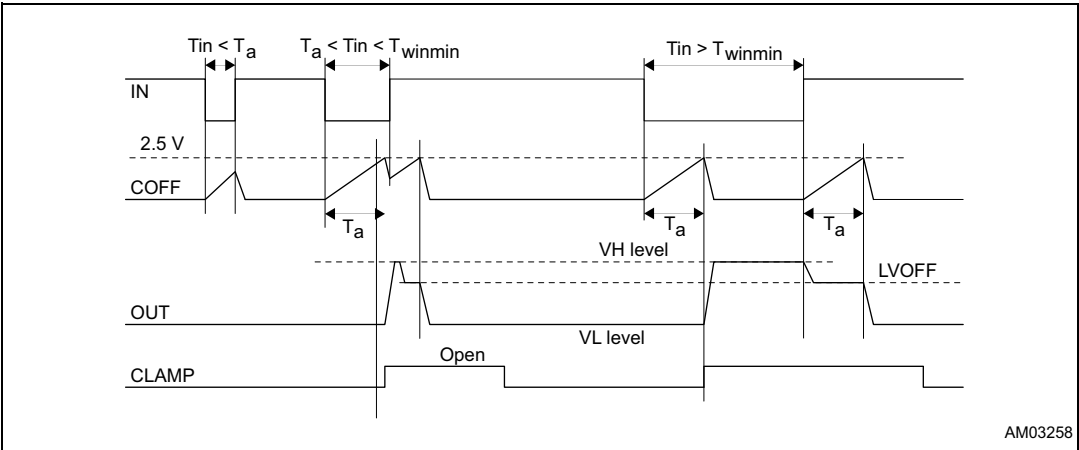 Tin < Ta
Ta < Tin < Twinmin
Tin > Twinmin
IN
2.5 V
COFF
Ta
Ta
Ta
VH level
LVOFF
OUT
VL level
Open
CLAMP
AM03258